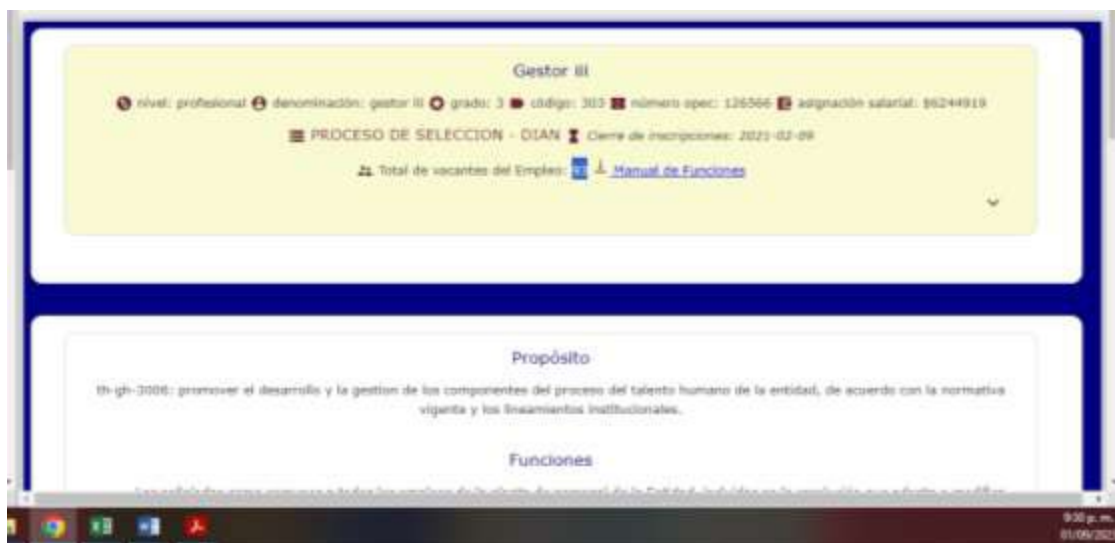 Gestor iii
nivel: profesional denominación: gestor iii grado: 3 código: 303 número opec: 126566 asignación salarial: $6244919
PROCESO DE SELECCION - DIAN Cierre de inscripciones: 2021-02-09
Total de vacantes del Empleo: Manual de Funciones
Propósito
th-gh-3006: promover el desarrollo y la gestion de los componentes del proceso del talento humano de la entidad, de acuerdo con la normativa
vigente y los lineamientos institucionales.
Funciones
9:00 p. m.